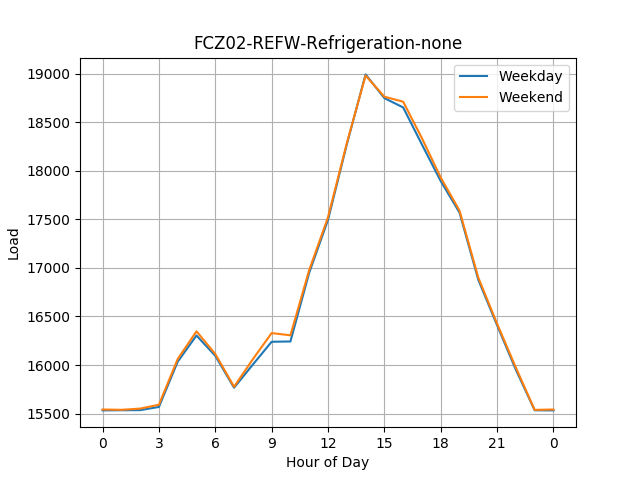 FCZ02-REFW-Refrigeration-none
Weekday
Weekend
19000
18500
18000
17500
17000
16500
16000
15500
Load
0 3 6 9 12 15 18 21 0
Hour of Day